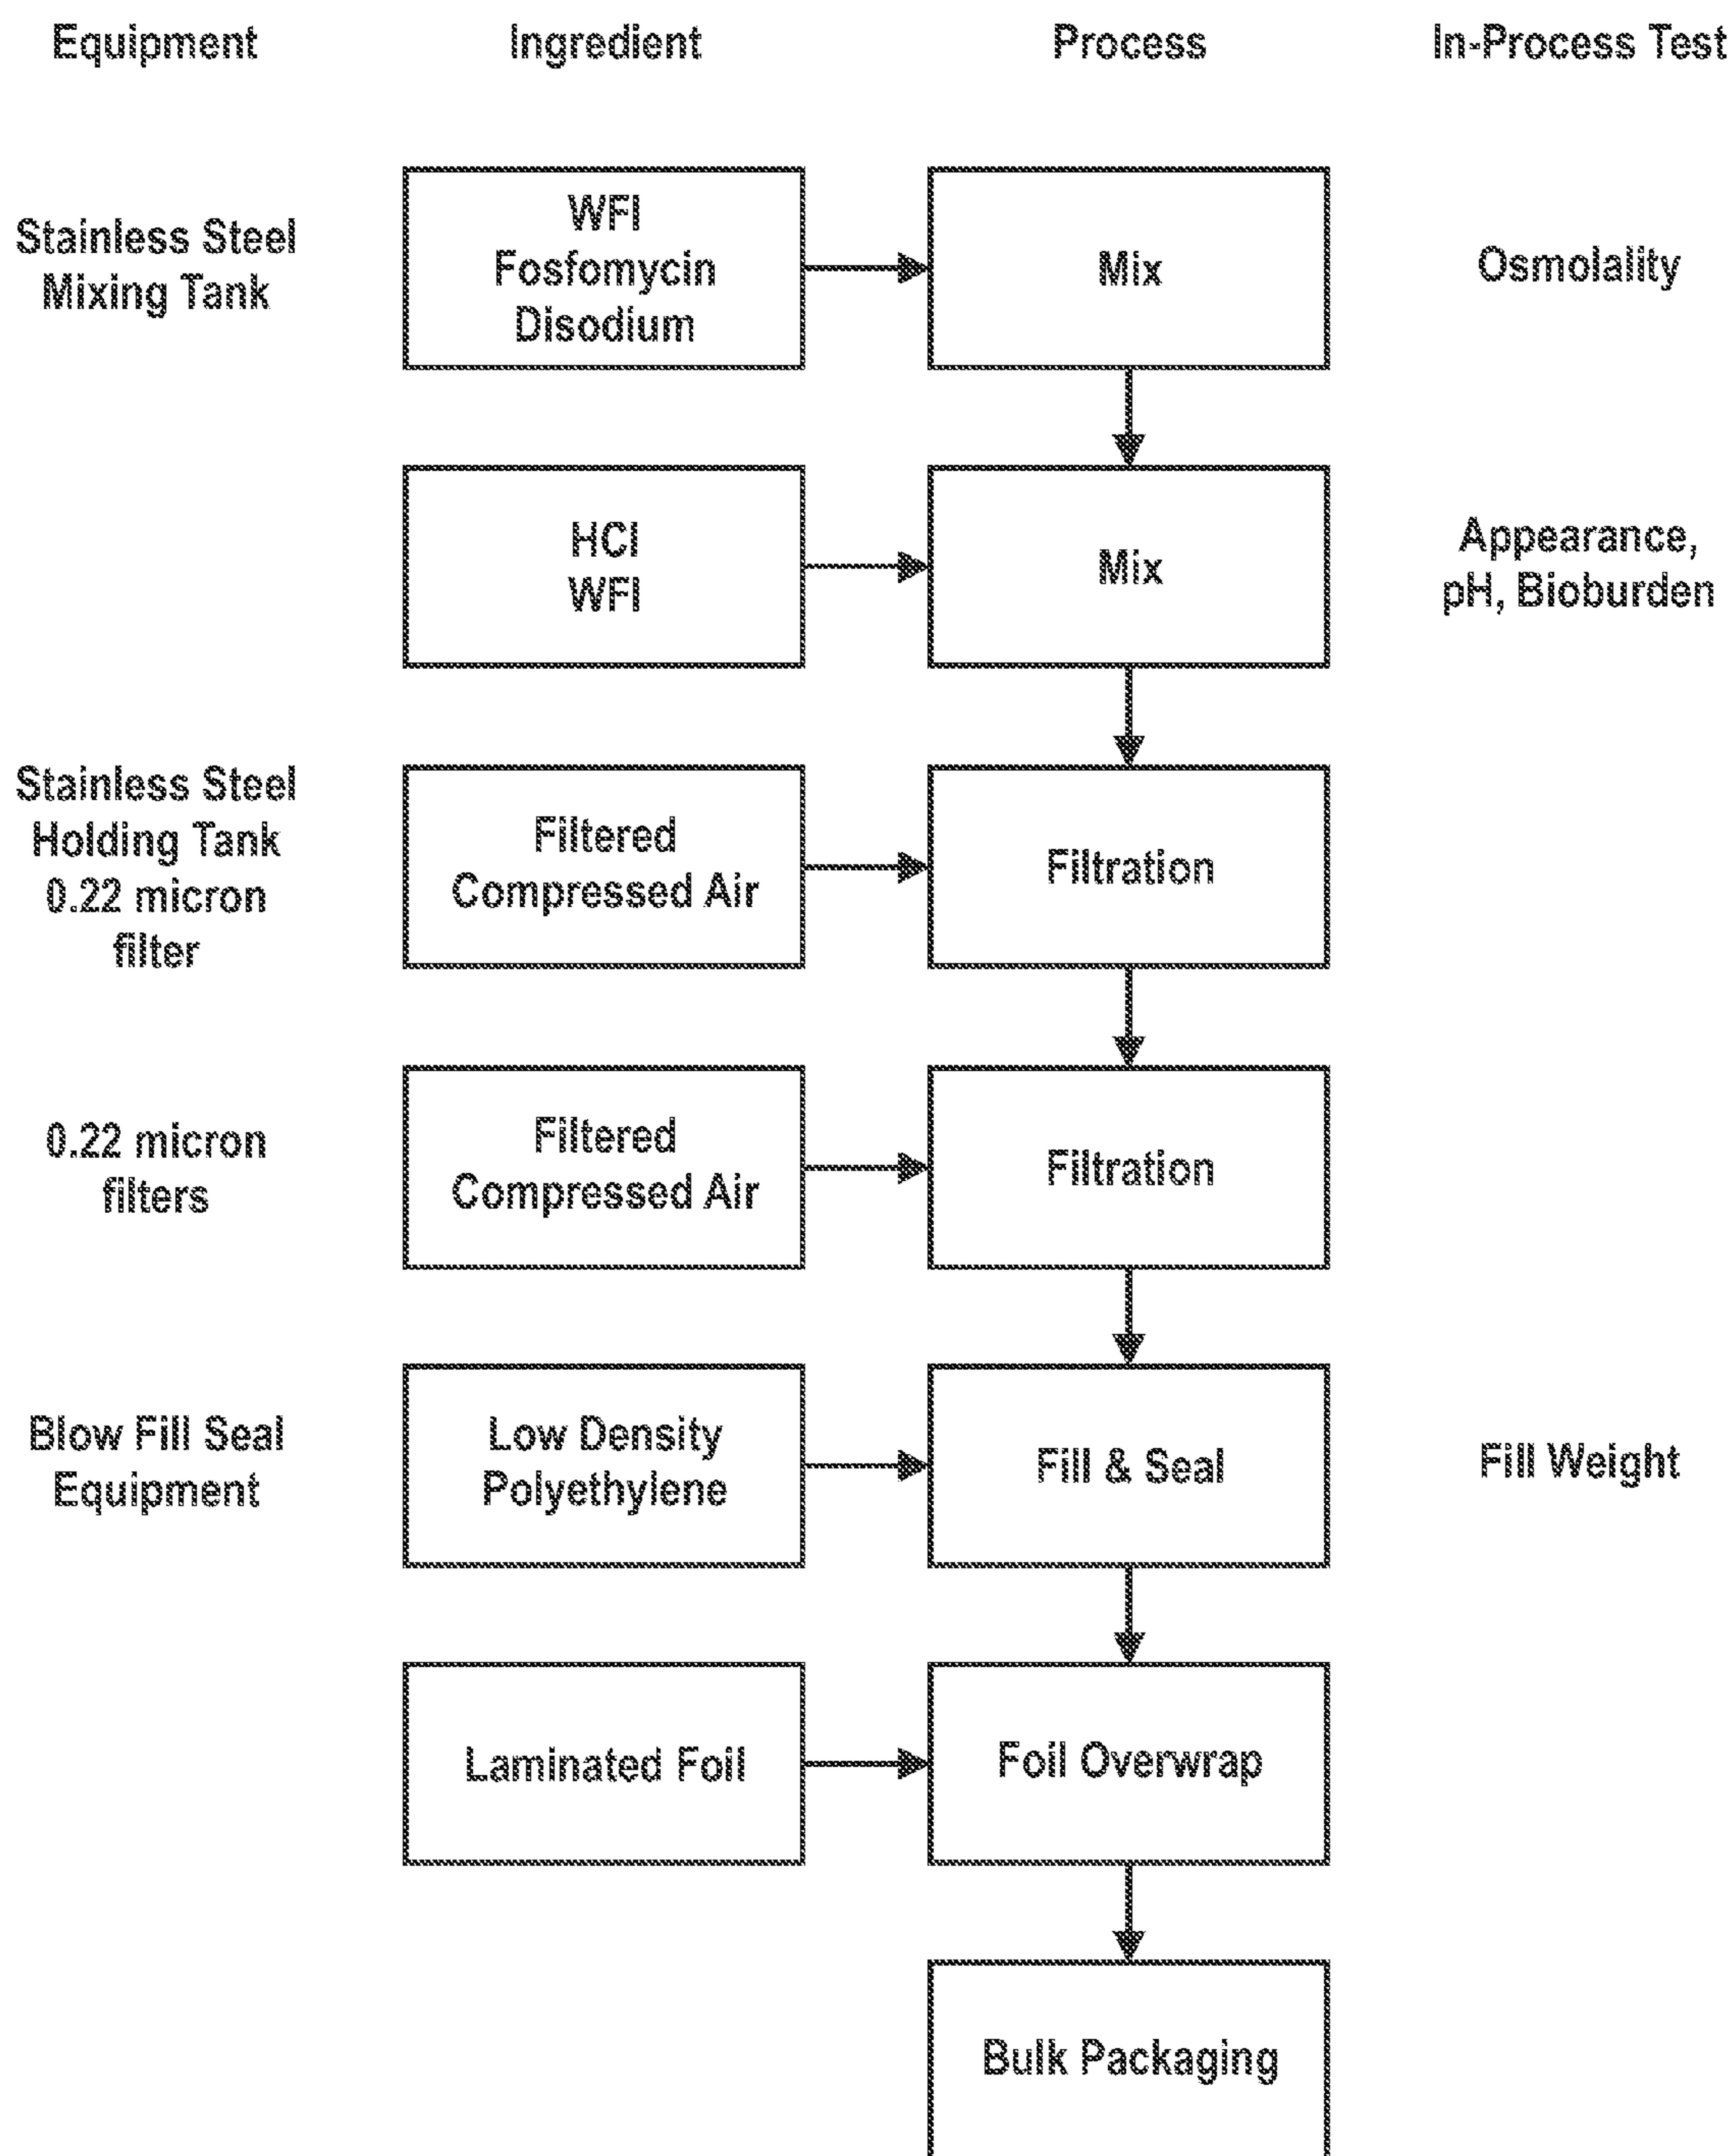 Equipment
Ingredient
Process
In-Process Test
Stainless Steel
Mixing Tank
WFI
Fosfomycin
Disodium
Mix
Osmolality
HCl
WFI
Mix
Appearance,
pH, Bioburden
Stainless Steel
Holding Tank
0.22 micron
filter
Filtered
Compressed Air
Filtration
0.22 micron
filters
Filtered
Compressed Air
Filtration
Blow Fill Seal
Equipment
Low Density
Polyethylene
Fill & Seal
Fill Weight
Laminated Foil
Foil Overwrap
Bulk Packaging